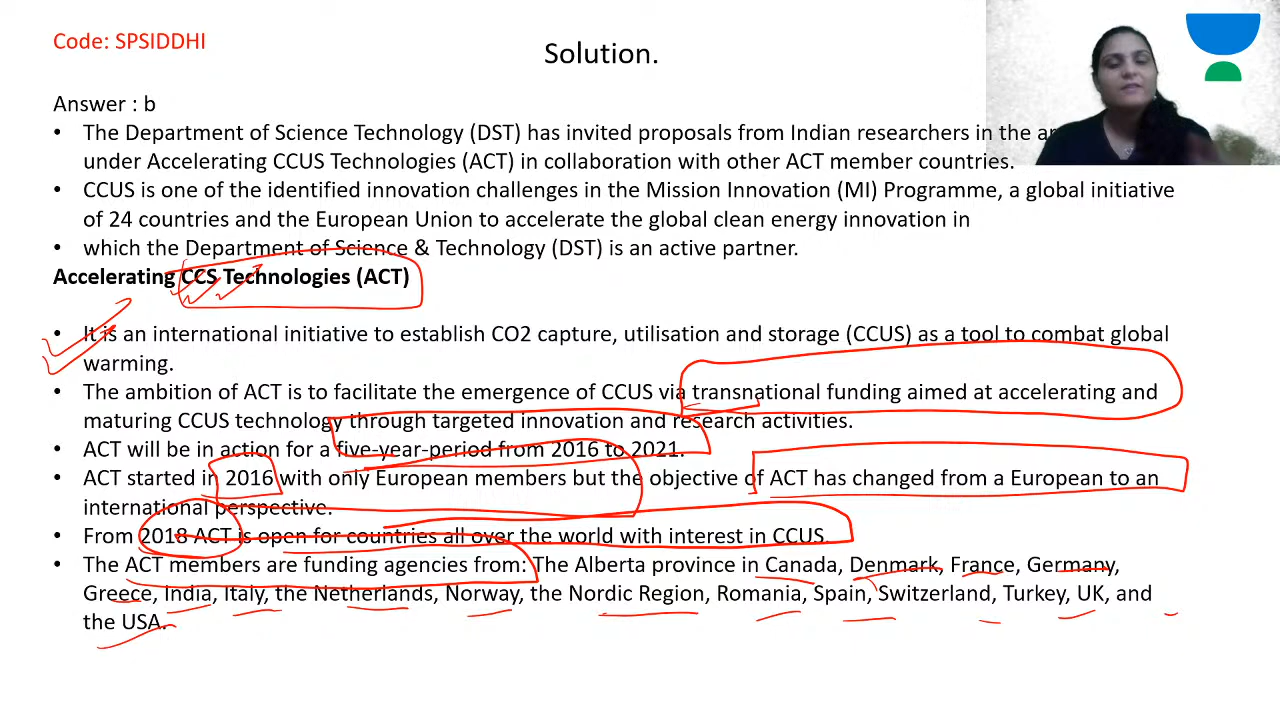 Code: SPSIDDHI
Solution.
Answer : b
• The Department of Science Technology (DST) has invited proposals from Indian researchers in the
under Accelerating CCUS Technologies (ACT) in collaboration with other ACT member countries.
• CCUS is one of the identified innovation challenges in the Mission Innovation (MI) Programme, a global initiative
of 24 countries and the European Union to accelerate the global clean energy innovation in
• which the Department of Science & Technology (DST) is an active partner.
Accelerating CCS Technologies (ACT)
• It is an international initiative to establish CO2 capture, utilisation and storage (CCUS) as a tool to combat global
warming.
• The ambition of ACT is to facilitate the emergence of CCUS via transnational funding aimed at accelerating and
maturing CCUS technology through targeted innovation and research activities.
• ACT will be in action for a five-year-period from 2016 to 2021.
• ACT started in 2016 with only European members but the objective of ACT has changed from a European to an
international perspective.
• From 2018 ACT is open for countries all over the world with interest in CCUS.
• The ACT members are funding agencies from: The Alberta province in Canada, Denmark, France, Germany,
Greece, India, Italy, the Netherlands, Norway, the Nordic Region, Romania, Spain, Switzerland, Turkey, UK, and
the USA.